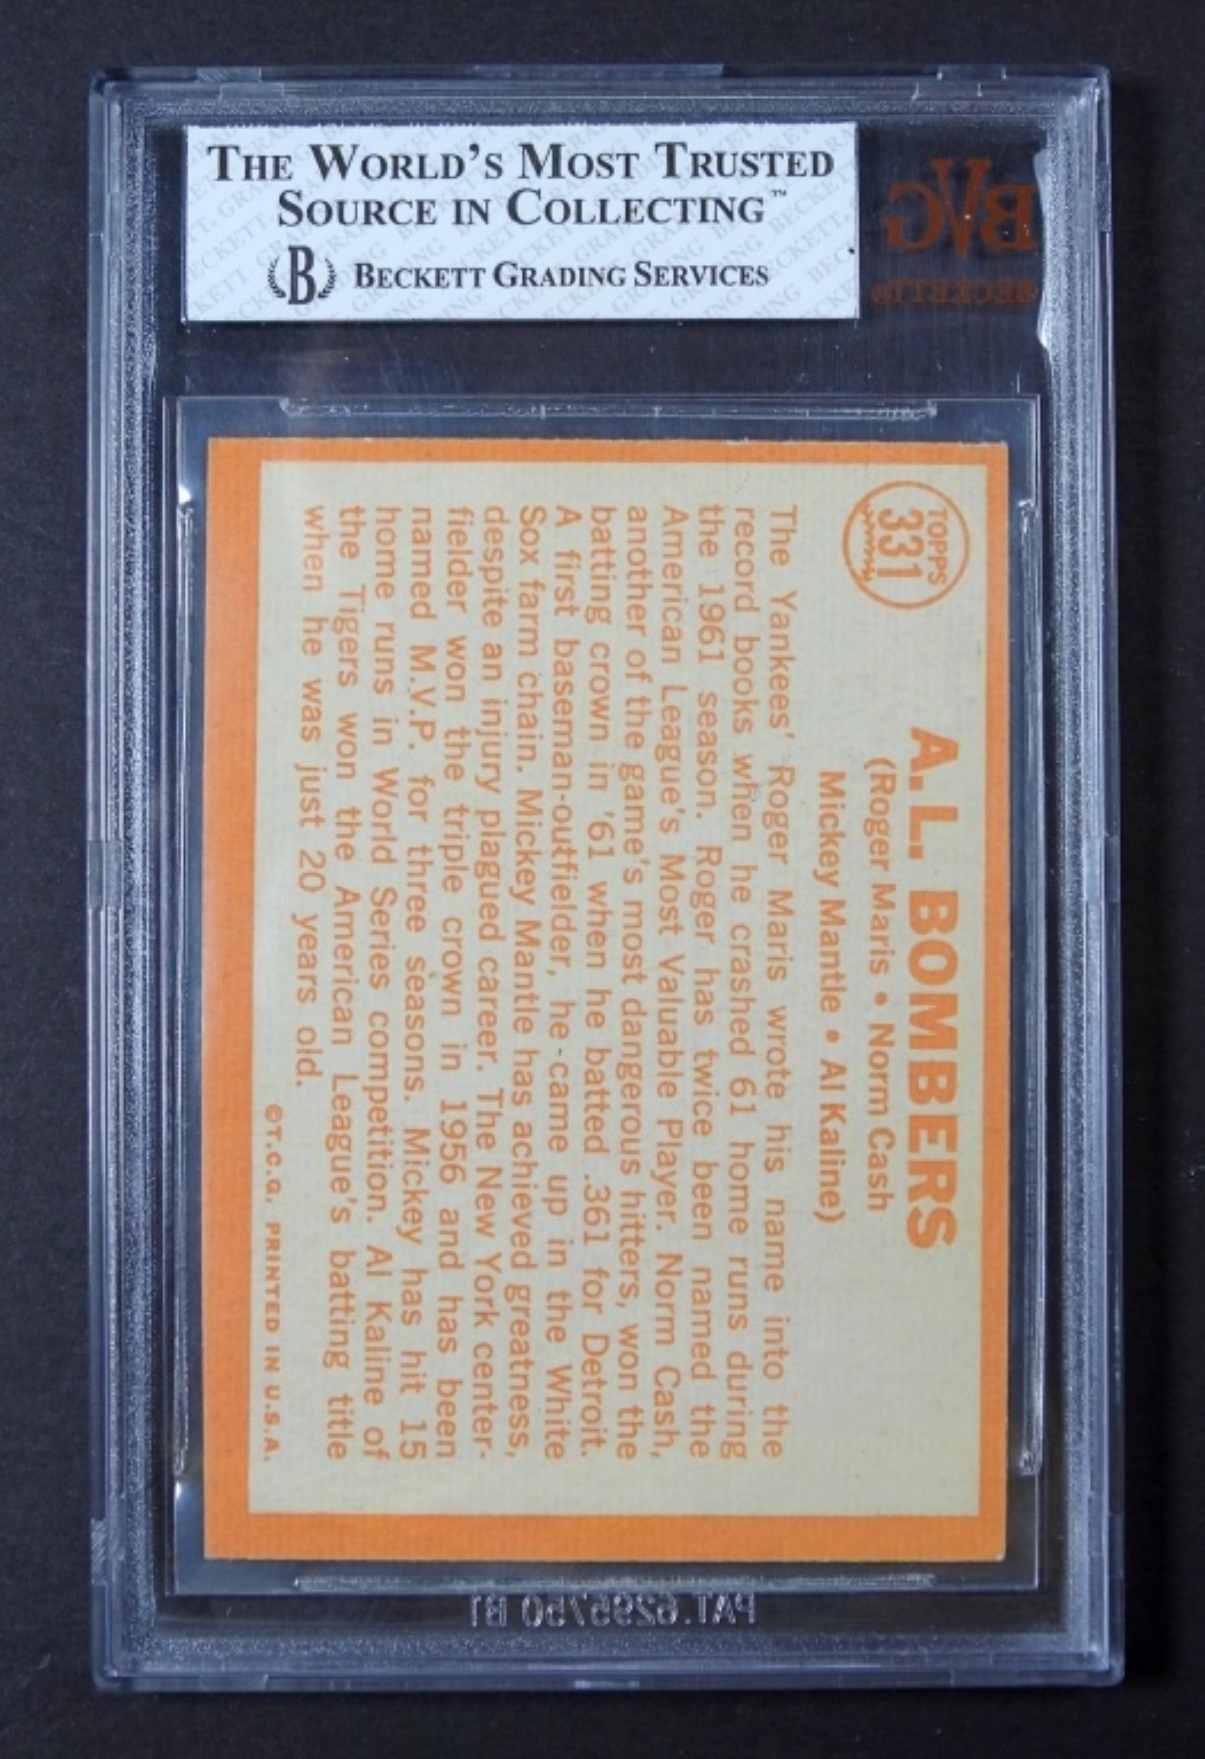 THE WORLD'S MOST TRUSTED
SOURCE IN COLLECTING™
B BECKETT GRADING SERVICES
BVG
BECKETT®
TOPPS
331
A.L. BOMBERS
(Roger Maris • Norm Cash
Mickey Mantle • Al Kaline)
The Yankees' Roger Maris wrote his name into the
record books when he crashed 61 home runs during
the 1961 season. Roger has twice been named the
American League's Most Valuable Player. Norm Cash,
another of the game's most dangerous hitters, won the
batting crown in '61 when he batted .361 for Detroit.
A first baseman-outfielder, he-came up in the White
Sox farm chain. Mickey Mantle has achieved greatness,
despite an injury plagued career. The New York center-
fielder won the triple crown in 1956 and has been
named M.V.P. for three seasons. Mickey has hit 15
home runs in World Series competition. Al Kaline of
the Tigers won the American League's batting title
when he was just 20 years old.
©T.C.G. PRINTED IN U.S.A.
PAT. 6295750 B1